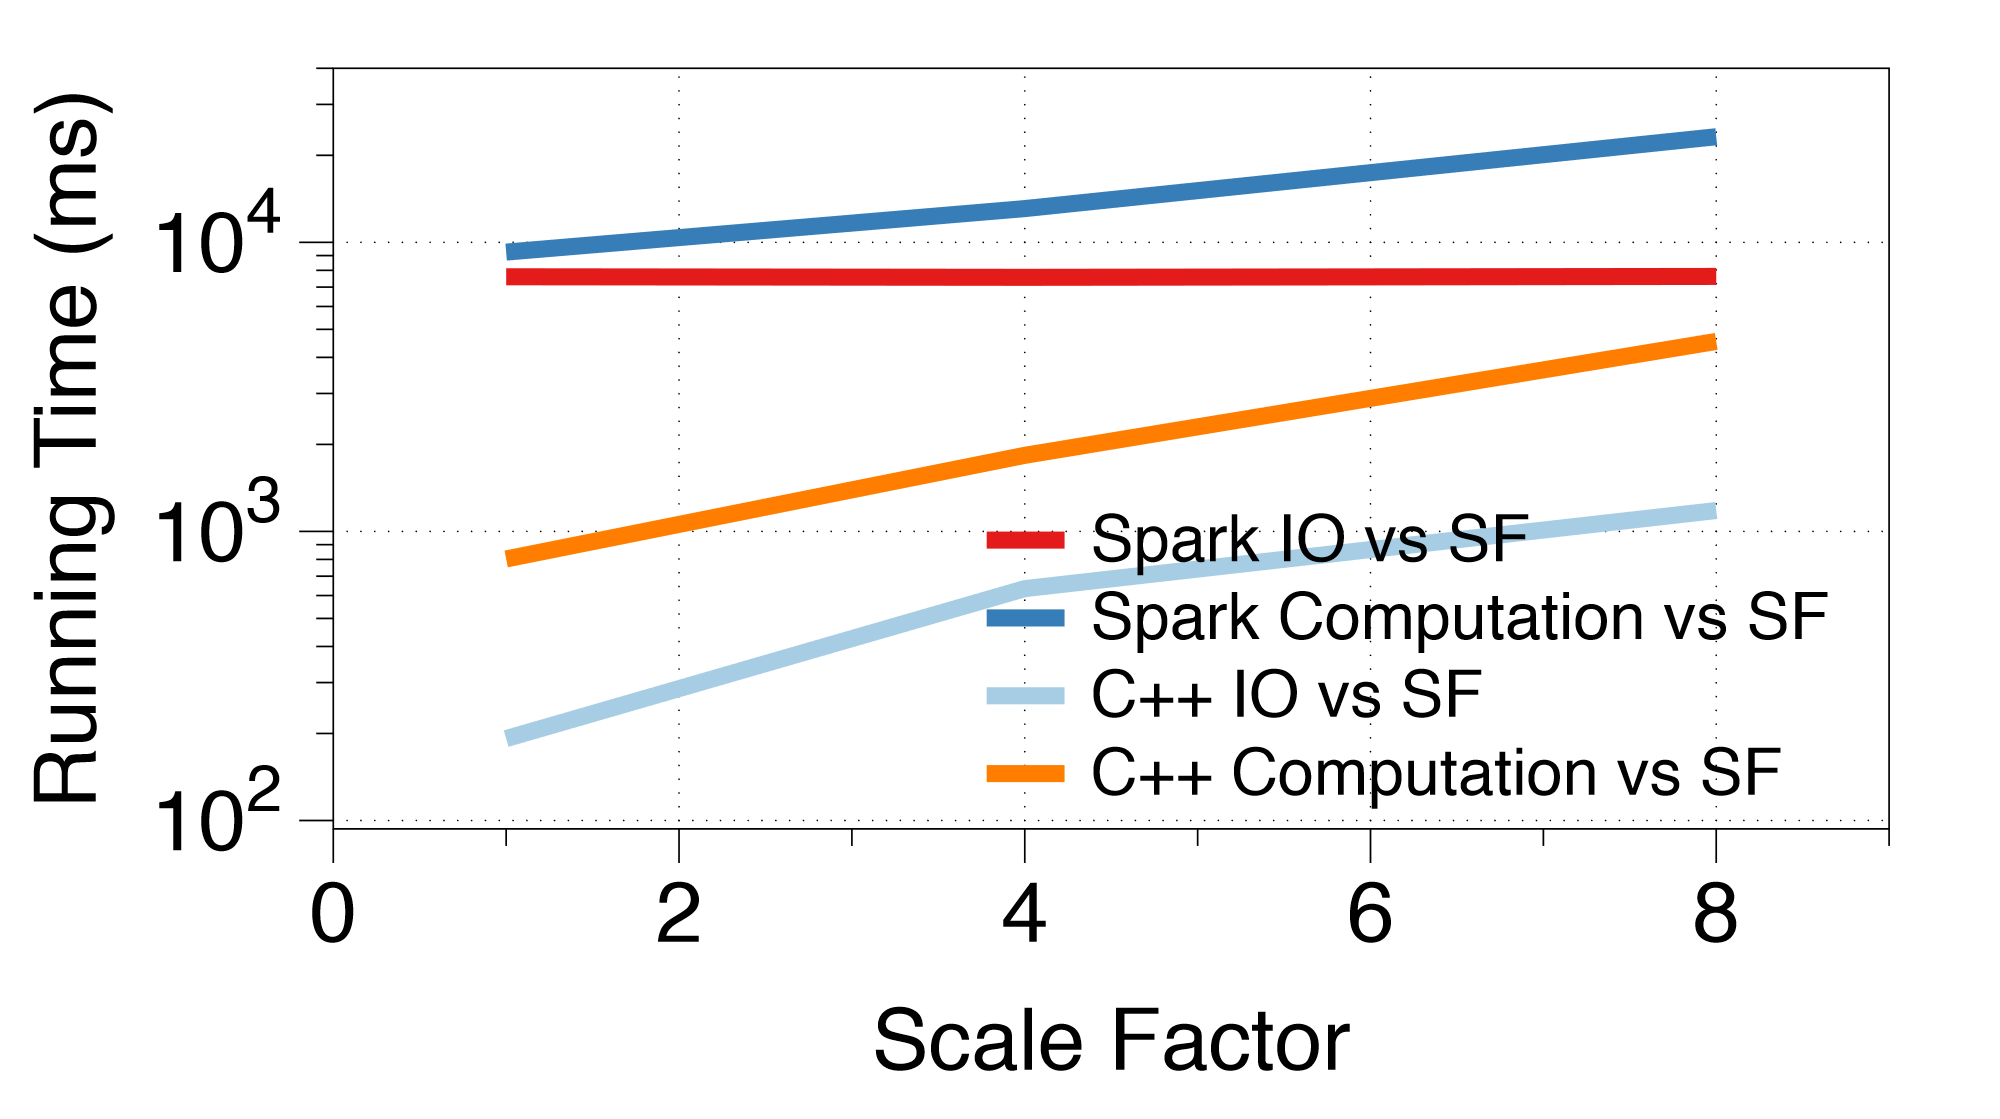 Running Time (ms)
10^4
10^3
10^2
Spark IO vs SF
Spark Computation vs SF
C++ IO vs SF
C++ Computation vs SF
0 2 4 6 8
Scale Factor